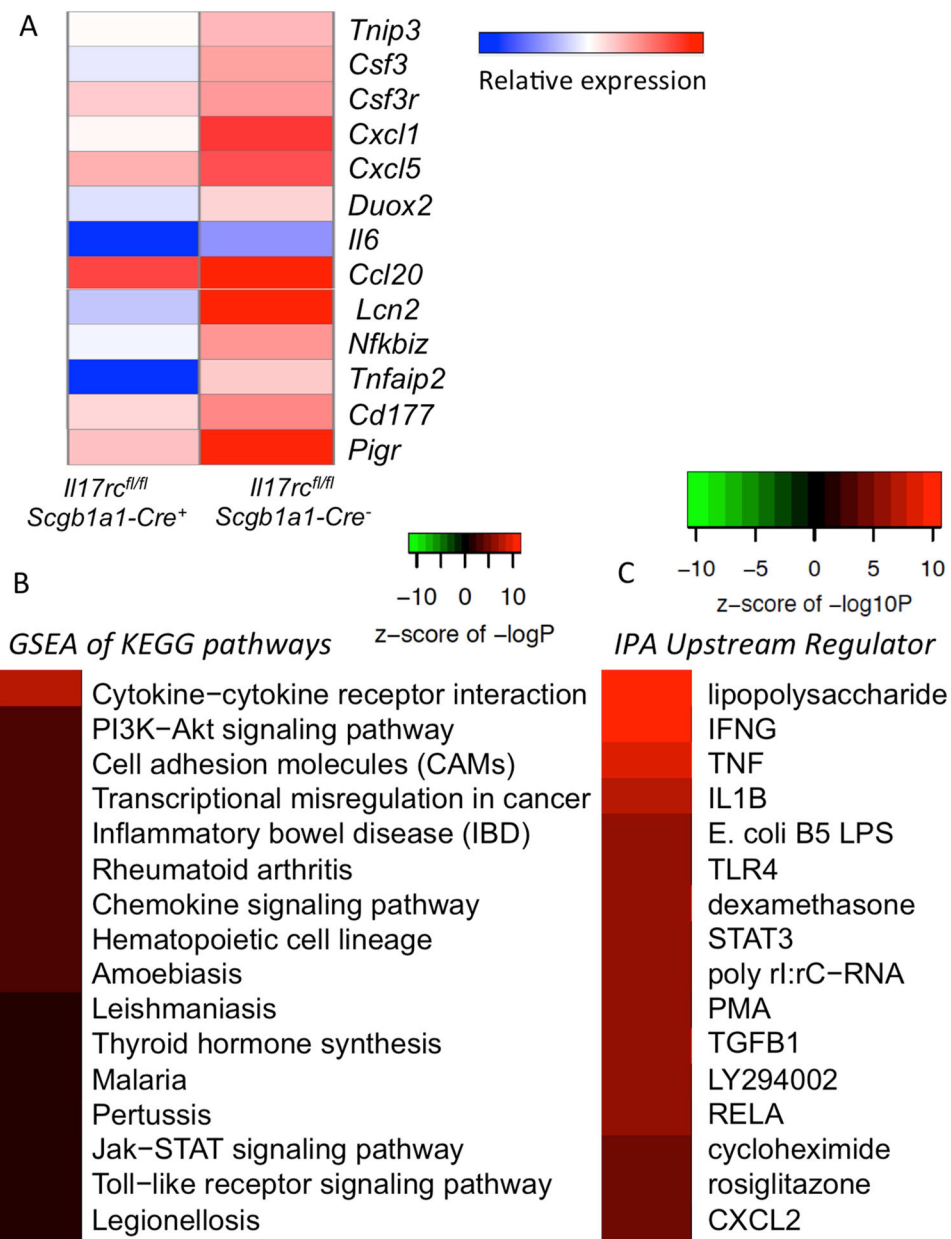 A
Tnip3
Csf3
Csf3r
Cxcl1
Cxcl5
Duox2
Il6
Ccl20
Lcn2
Nfkbiz
Tnfaip2
Cd177
Pigr
Relative expression
Il17rc^fl/fl Il17rc^fl/fl
Scgb1a1-Cre⁺ Scgb1a1-Cre⁻
B
−10 0 10
z−score of −logP
GSEA of KEGG pathways
Cytokine−cytokine receptor interaction
PI3K−Akt signaling pathway
Cell adhesion molecules (CAMs)
Transcriptional misregulation in cancer
Inflammatory bowel disease (IBD)
Rheumatoid arthritis
Chemokine signaling pathway
Hematopoietic cell lineage
Amoebiasis
Leishmaniasis
Thyroid hormone synthesis
Malaria
Pertussis
Jak−STAT signaling pathway
Toll−like receptor signaling pathway
Legionellosis
C
−10 −5 0 5 10
z−score of −log10P
IPA Upstream Regulator
lipopolysaccharide
IFNG
TNF
IL1B
E. coli B5 LPS
TLR4
dexamethasone
STAT3
poly rI:rC−RNA
PMA
TGFB1
LY294002
RELA
cycloheximide
rosiglitazone
CXCL2